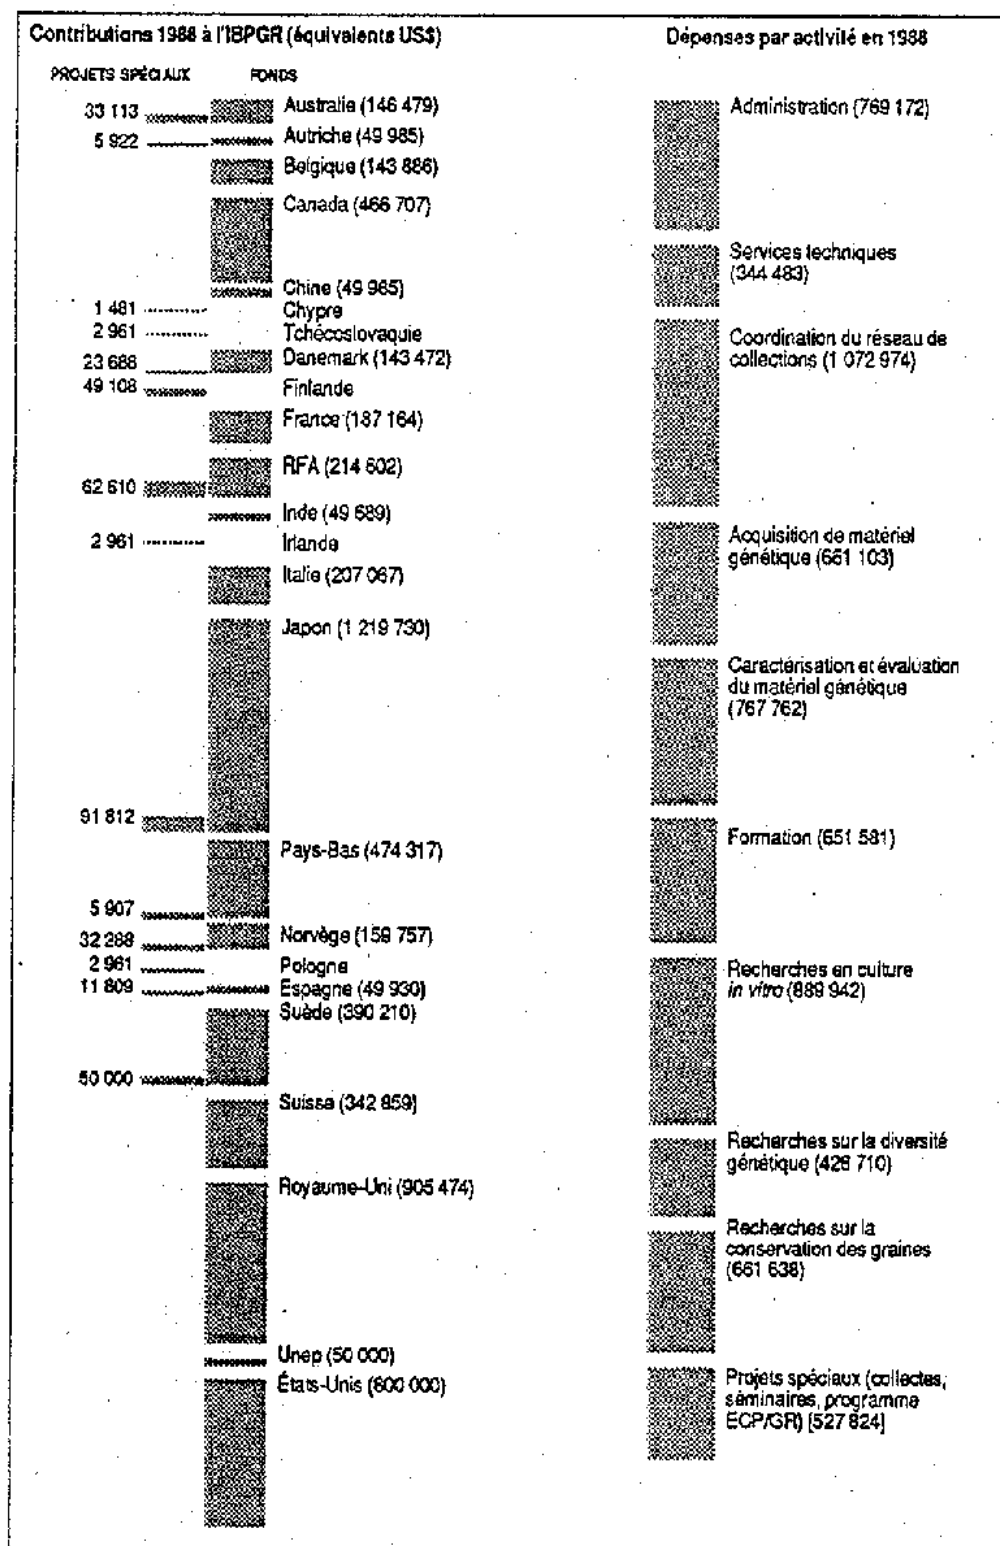 Contributions 1988 à l'IBPGR (équivalents US$)
PROJETS SPÉCIAUX
FONDS
33 113
Australie (146 479)
5 922
Autriche (49 985)
Belgique (143 886)
Canada (466 707)
Chine (49 965)
1 481
Chypre
2 961
Tchécoslovaquie
23 688
Danemark (143 472)
49 108
Finlande
France (187 164)
RFA (214 602)
62 610
Inde (49 689)
2 961
Irlande
Italie (207 067)
Japon (1 219 730)
91 812
Pays-Bas (474 317)
5 907
32 288
Norvège (159 757)
2 961
Pologne
11 809
Espagne (49 930)
Suède (390 210)
50 000
Suisse (342 859)
Royaume-Uni (905 474)
Unep (50 000)
États-Unis (800 000)
Dépenses par activité en 1988
Administration (769 172)
Services techniques
(344 483)
Coordination du réseau de
collections (1 072 974)
Acquisition de matériel
génétique (661 103)
Caractérisation et évaluation
du matériel génétique
(767 762)
Formation (651 581)
Recherches en culture
in vitro (889 942)
Recherches sur la diversité
génétique (428 710)
Recherches sur la
conservation des graines
(661 638)
Projets spéciaux (collectes,
séminaires, programme
ECP/GR) [527 824]